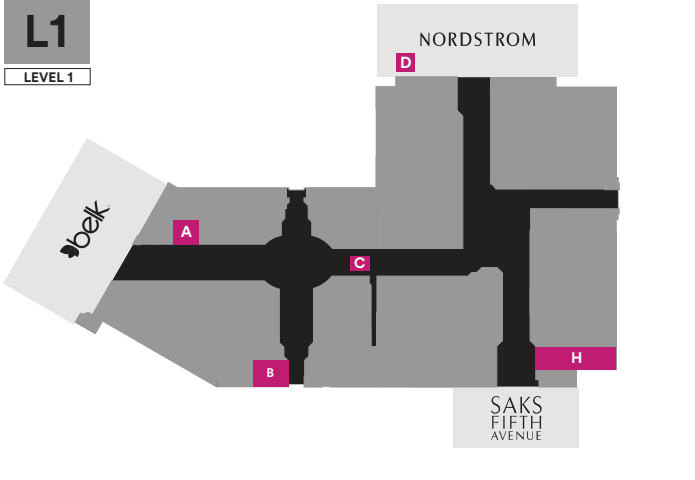 L1
LEVEL 1
NORDSTROM
D
belk
A
C
B
H
SAKS
FIFTH
AVENUE